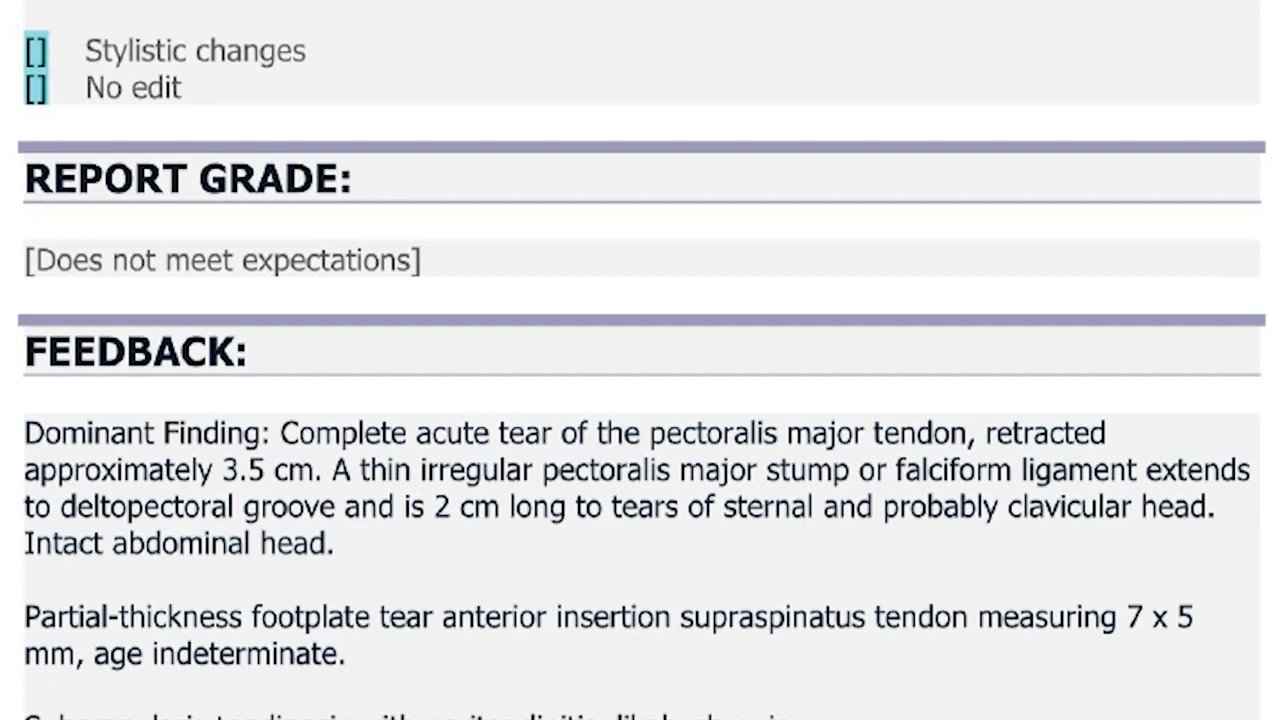 [] Stylistic changes
[] No edit
REPORT GRADE:
[Does not meet expectations]
FEEDBACK:
Dominant Finding: Complete acute tear of the pectoralis major tendon, retracted
approximately 3.5 cm. A thin irregular pectoralis major stump or falciform ligament extends
to deltopectoral groove and is 2 cm long to tears of sternal and probably clavicular head.
Intact abdominal head.
Partial-thickness footplate tear anterior insertion supraspinatus tendon measuring 7 x 5
mm, age indeterminate.